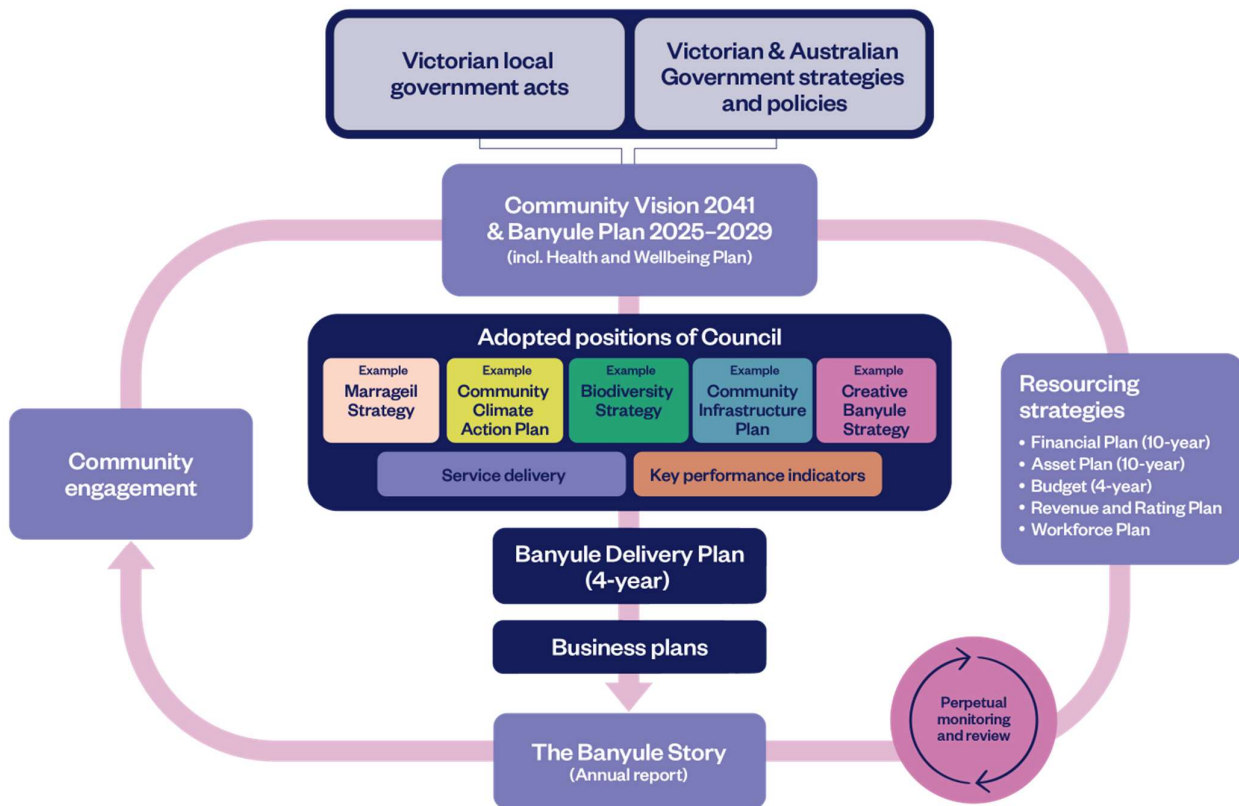 Victorian local
government acts
Victorian & Australian
Government strategies
and policies
Community Vision 2041
& Banyule Plan 2025–2029
(incl. Health and Wellbeing Plan)
Adopted positions of Council
Example
Marrageil
Strategy
Example
Community
Climate
Action Plan
Example
Biodiversity
Strategy
Example
Community
Infrastructure
Plan
Example
Creative
Banyule
Strategy
Service delivery
Key performance indicators
Community
engagement
Resourcing
strategies
• Financial Plan (10-year)
• Asset Plan (10-year)
• Budget (4-year)
• Revenue and Rating Plan
• Workforce Plan
Banyule Delivery Plan
(4-year)
Business plans
The Banyule Story
(Annual report)
Perpetual
monitoring
and review